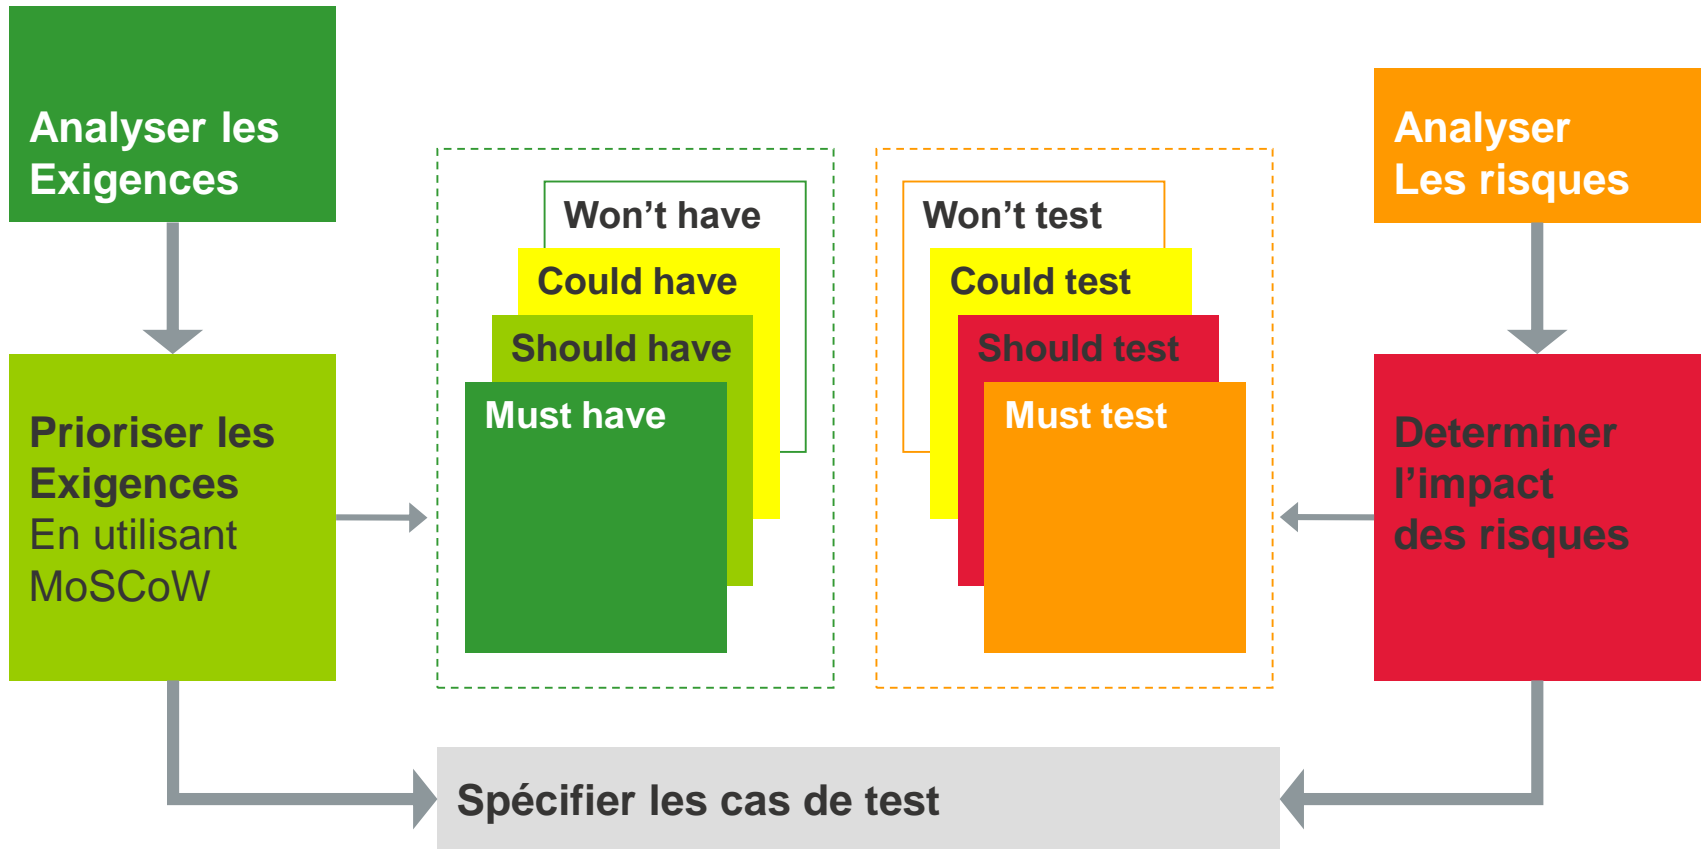 Analyser les
Exigences
Prioriser les
Exigences
En utilisant
MoSCoW
Won’t have
Could have
Should have
Must have
Won’t test
Could test
Should test
Must test
Analyser
Les risques
Determiner
l’impact
des risques
Spécifier les cas de test